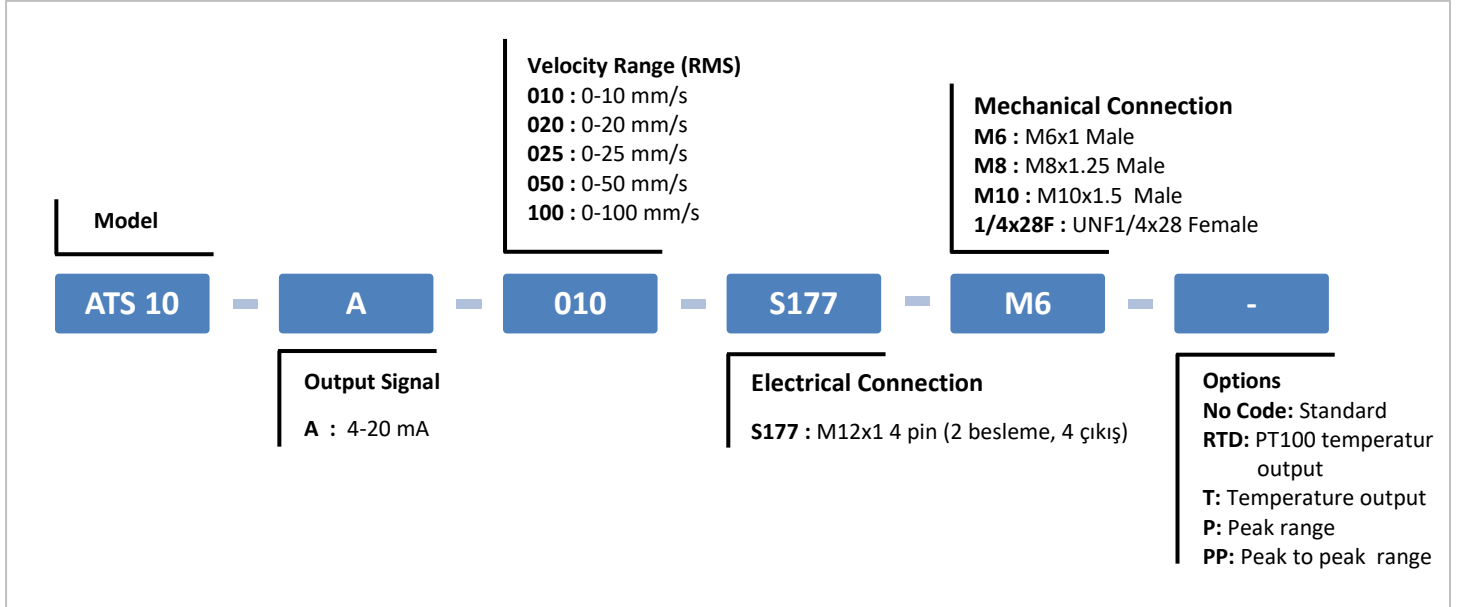 Velocity Range (RMS)
010 : 0-10 mm/s
020 : 0-20 mm/s
025 : 0-25 mm/s
050 : 0-50 mm/s
100 : 0-100 mm/s
Mechanical Connection
M6 : M6x1 Male
M8 : M8x1.25 Male
M10 : M10x1.5 Male
1/4x28F : UNF1/4x28 Female
Model
ATS 10 - A - 010 - S177 - M6 - -
Output Signal
A : 4-20 mA
Electrical Connection
S177 : M12x1 4 pin (2 besleme, 4 çıkış)
Options
No Code: Standard
RTD: PT100 temperatur
output
T: Temperature output
P: Peak range
PP: Peak to peak range